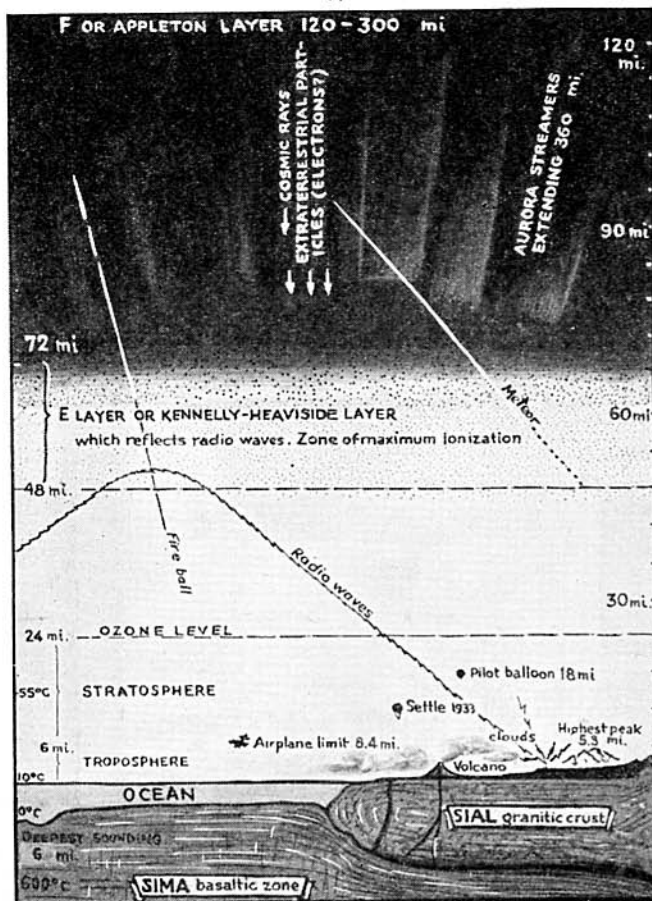 F OR APPLETON LAYER 120-300 mi
120
mi.
COSMIC RAYS
EXTRATERRESTRIAL PART-
ICLES (ELECTRONS?)
AURORA STREAMERS
EXTENDING 360 mi.
90 mi
72 mi
E LAYER OR KENNELLY-HEAVISIDE LAYER
which reflects radio waves. Zone of maximum ionization
60 mi
Meteor
48 mi.
Fire ball
Radio waves
30 mi
24 mi.
OZONE LEVEL
-55°C
STRATOSPHERE
Pilot balloon 18 mi
Settle 1933
6 mi.
TROPOSPHERE
Airplane limit 8.4 mi.
clouds
Highest peak
5.3 mi.
Volcano
10°C
OCEAN
0°C
DEEPEST SOUNDING
6 mi.
SIAL granitic crust
600°C
SIMA basaltic zone